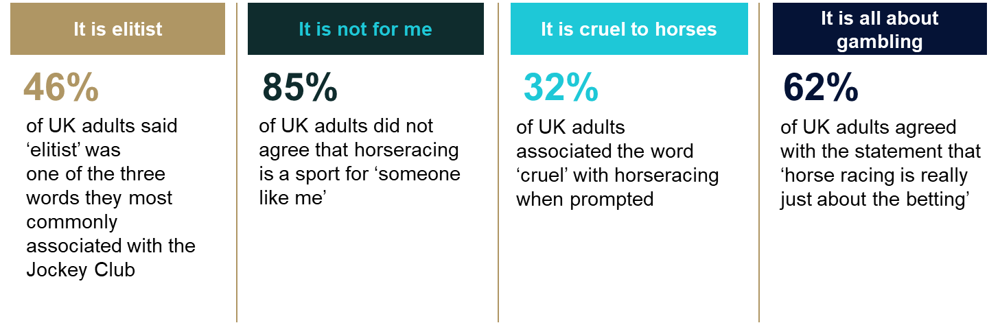 It is elitist
46%
of UK adults said
‘elitist’ was
one of the three
words they most
commonly
associated with the
Jockey Club
It is not for me
85%
of UK adults did not
agree that horseracing
is a sport for ‘someone
like me’
It is cruel to horses
32%
of UK adults
associated the word
‘cruel’ with horseracing
when prompted
It is all about
gambling
62%
of UK adults agreed
with the statement that
‘horse racing is really
just about the betting’